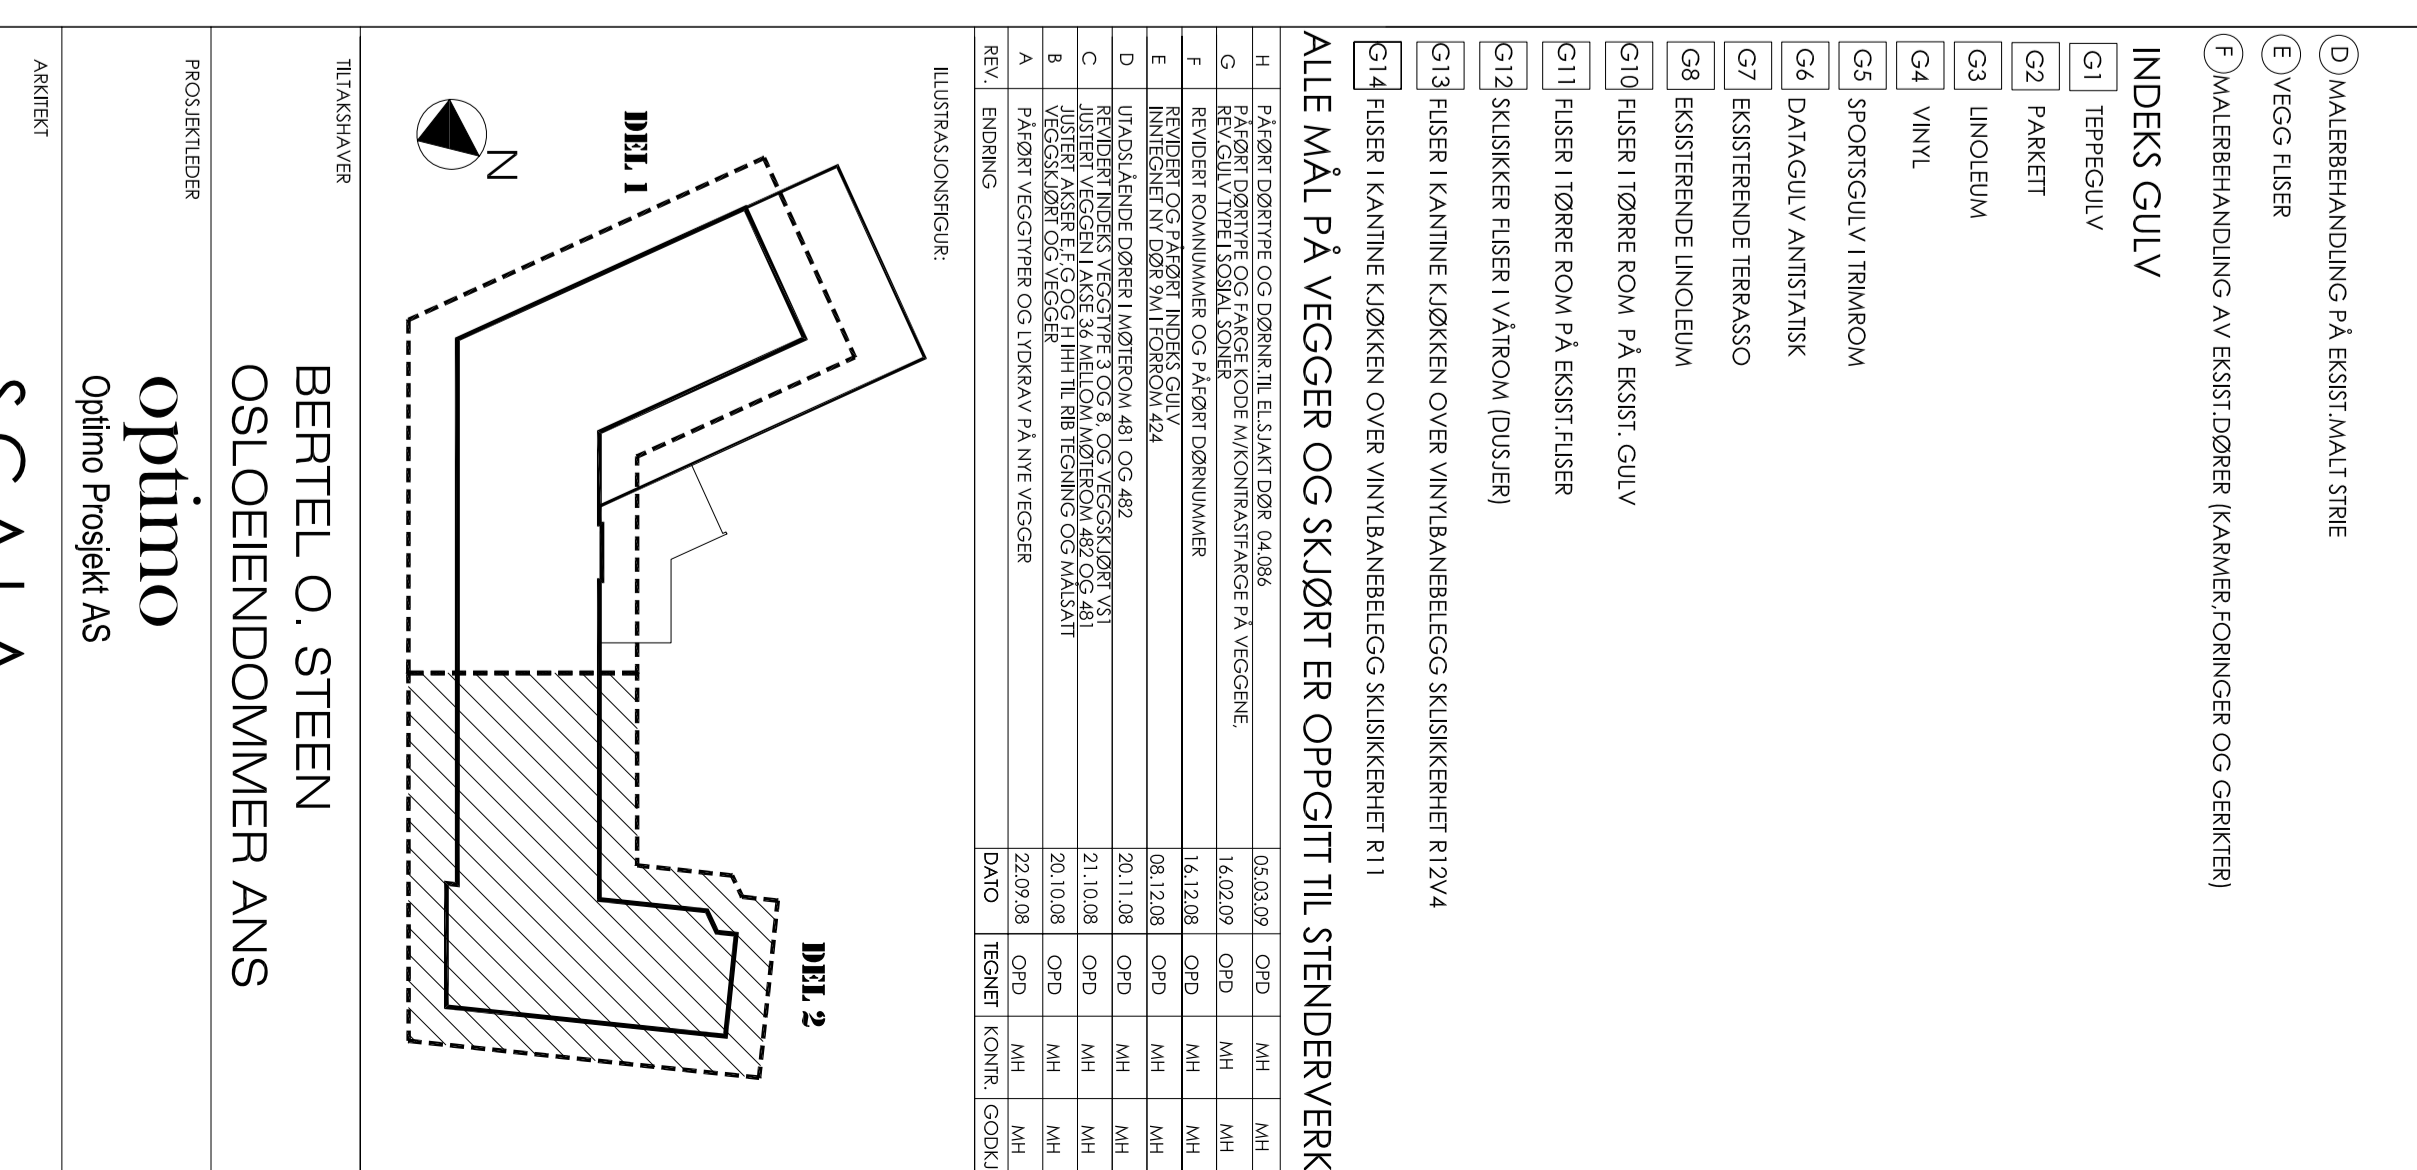 D MALERBEHANDLING PÅ EKSIST.MALT STRIE
E VEGG FLISER
F MALERBEHANDLING AV EKSIST.DØRER (KARMER,FORINGER OG GERIKTER)
INDEKS GULV
G1 TEPPEGULV
G2 PARKETT
G3 LINOLEUM
G4 VINYL
G5 SPORTSGULV I TRIMROM
G6 DATAGULV ANTISTATISK
G7 EKSISTERENDE TERRASSO
G8 EKSISTERENDE LINOLEUM
G10 FLISER I TØRRE ROM PÅ EKSIST. GULV
G11 FLISER I TØRRE ROM PÅ EKSIST.FLISER
G12 SKLISIKKER FLISER I VÅTROM (DUSJER)
G13 FLISER I KANTINE KJØKKEN OVER VINYLBANEBELEGG SKLISIKKERHET R12V4
G14 FLISER I KANTINE KJØKKEN OVER VINYLBANEBELEGG SKLISIKKERHET R11
ALLE MÅL PÅ VEGGER OG SKJØRT ER OPPGITT TIL STENDERVERK
H PÅFØRT DØRTYPE OG DØRNR.TIL EL.SJAKT DØR 04.086 05.03.09 OPD MH MH
G PÅFØRT DØRTYPE OG FARGE KODE M/KONTRASTFARGE PÅ VEGGENE,
REV.GULV TYPE I SOSIAL SONER 16.02.09 OPD MH MH
F REVIDERT ROMNUMMER OG PÅFØRT DØRNUMMER 16.12.08 OPD MH MH
E REVIDERT OG PÅFØRT INDEKS GULV
INNTEGNET NY DØR 9M I FORROM 424 08.12.08 OPD MH MH
D UTADSLÅENDE DØRER I MØTEROM 481 OG 482 20.11.08 OPD MH MH
C REVIDERT INDEKS VEGGTYPE 3 OG 8, OG VEGGSKJØRT VS1
JUSTERT VEGGEN I AKSE 36 MELLOM MØTEROM 482 OG 481 21.10.08 OPD MH MH
B JUSTERT AKSER E,F,G OG H IHH TIL RIB TEGNING OG MÅLSATT
VEGGSKJØRT OG VEGGER 20.10.08 OPD MH MH
A PÅFØRT VEGGTYPER OG LYDKRAV PÅ NYE VEGGER 22.09.08 OPD MH MH
REV. ENDRING DATO TEGNET KONTR. GODKJ
ILLUSTRASJONSFIGUR:
DEL 2
DEL 1
N
TILTAKSHAVER
BERTEL O. STEEN
OSLOEIENDOMMER ANS
PROSJEKTLEDER
optimo
Optimo Prosjekt AS
ARKITEKT